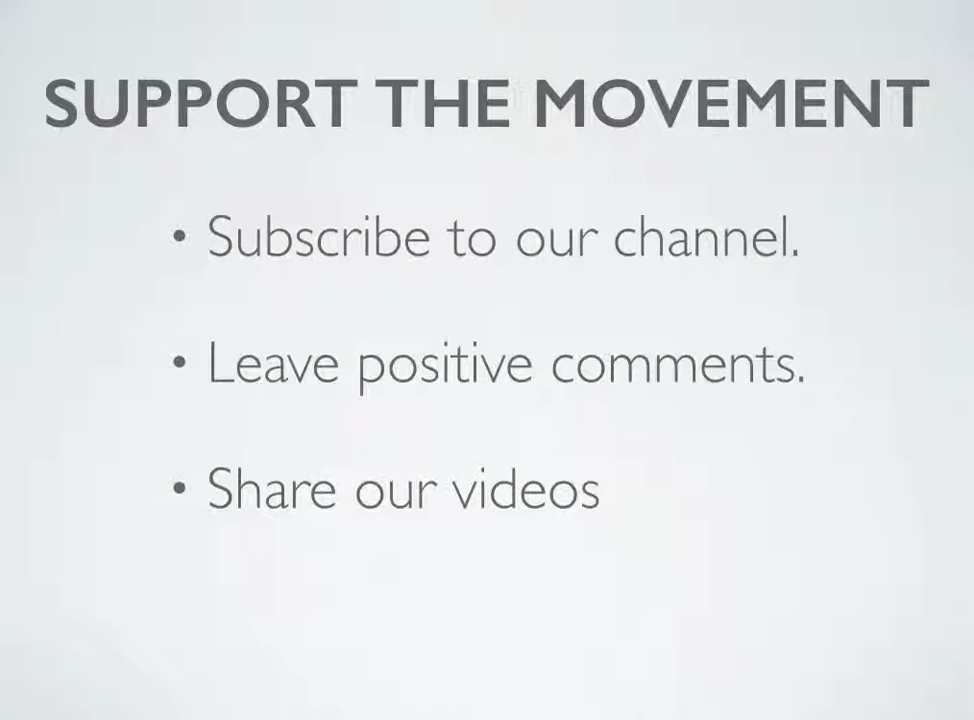 SUPPORT THE MOVEMENT
• Subscribe to our channel.
• Leave positive comments.
• Share our videos